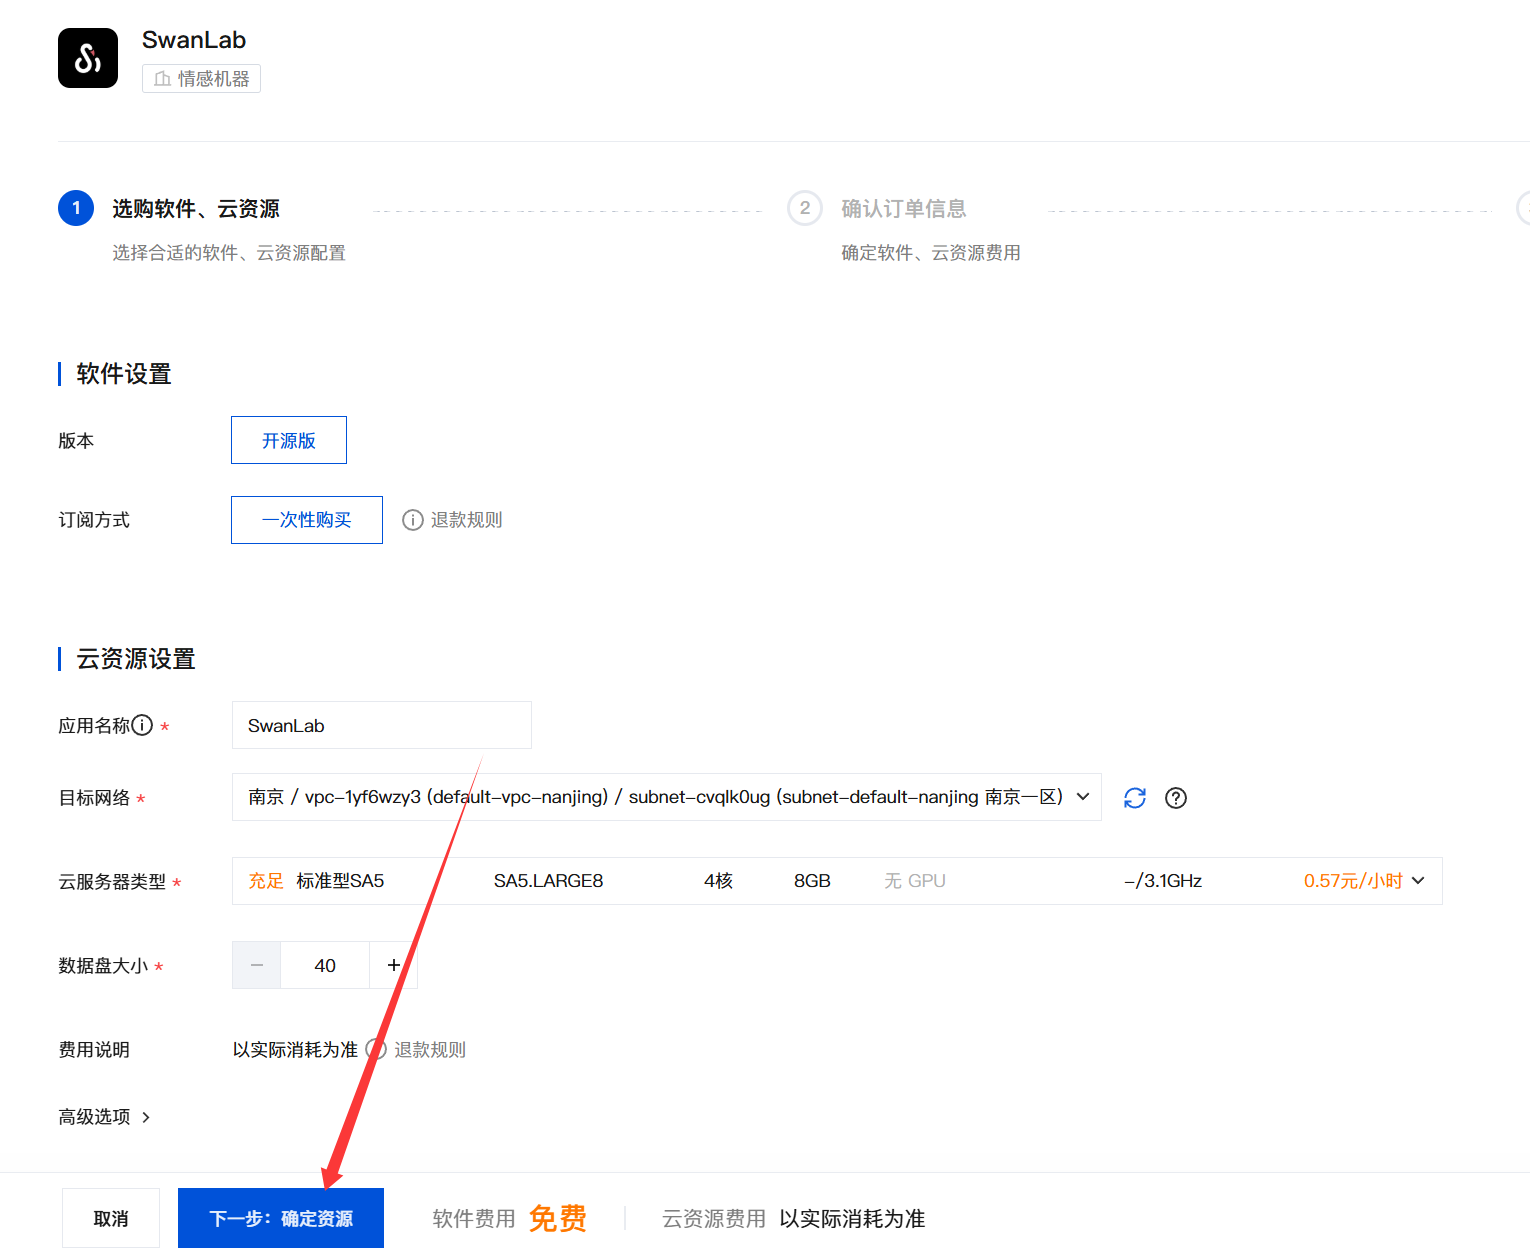 SwanLab
情感机器
1 选购软件、云资源
选择合适的软件、云资源配置
2 确认订单信息
确定软件、云资源费用
软件设置
版本 开源版
订阅方式 一次性购买 退款规则
云资源设置
应用名称 * SwanLab
目标网络 * 南京 / vpc-1yf6wzy3 (default-vpc-nanjing) / subnet-cvqlk0ug (subnet-default-nanjing 南京一区)
云服务器类型 * 充足 标准型SA5 SA5.LARGE8 4核 8GB 无 GPU -/3.1GHz 0.57元/小时
数据盘大小 * − 40 +
费用说明 以实际消耗为准 退款规则
高级选项
取消 下一步：确定资源 软件费用 免费 云资源费用 以实际消耗为准